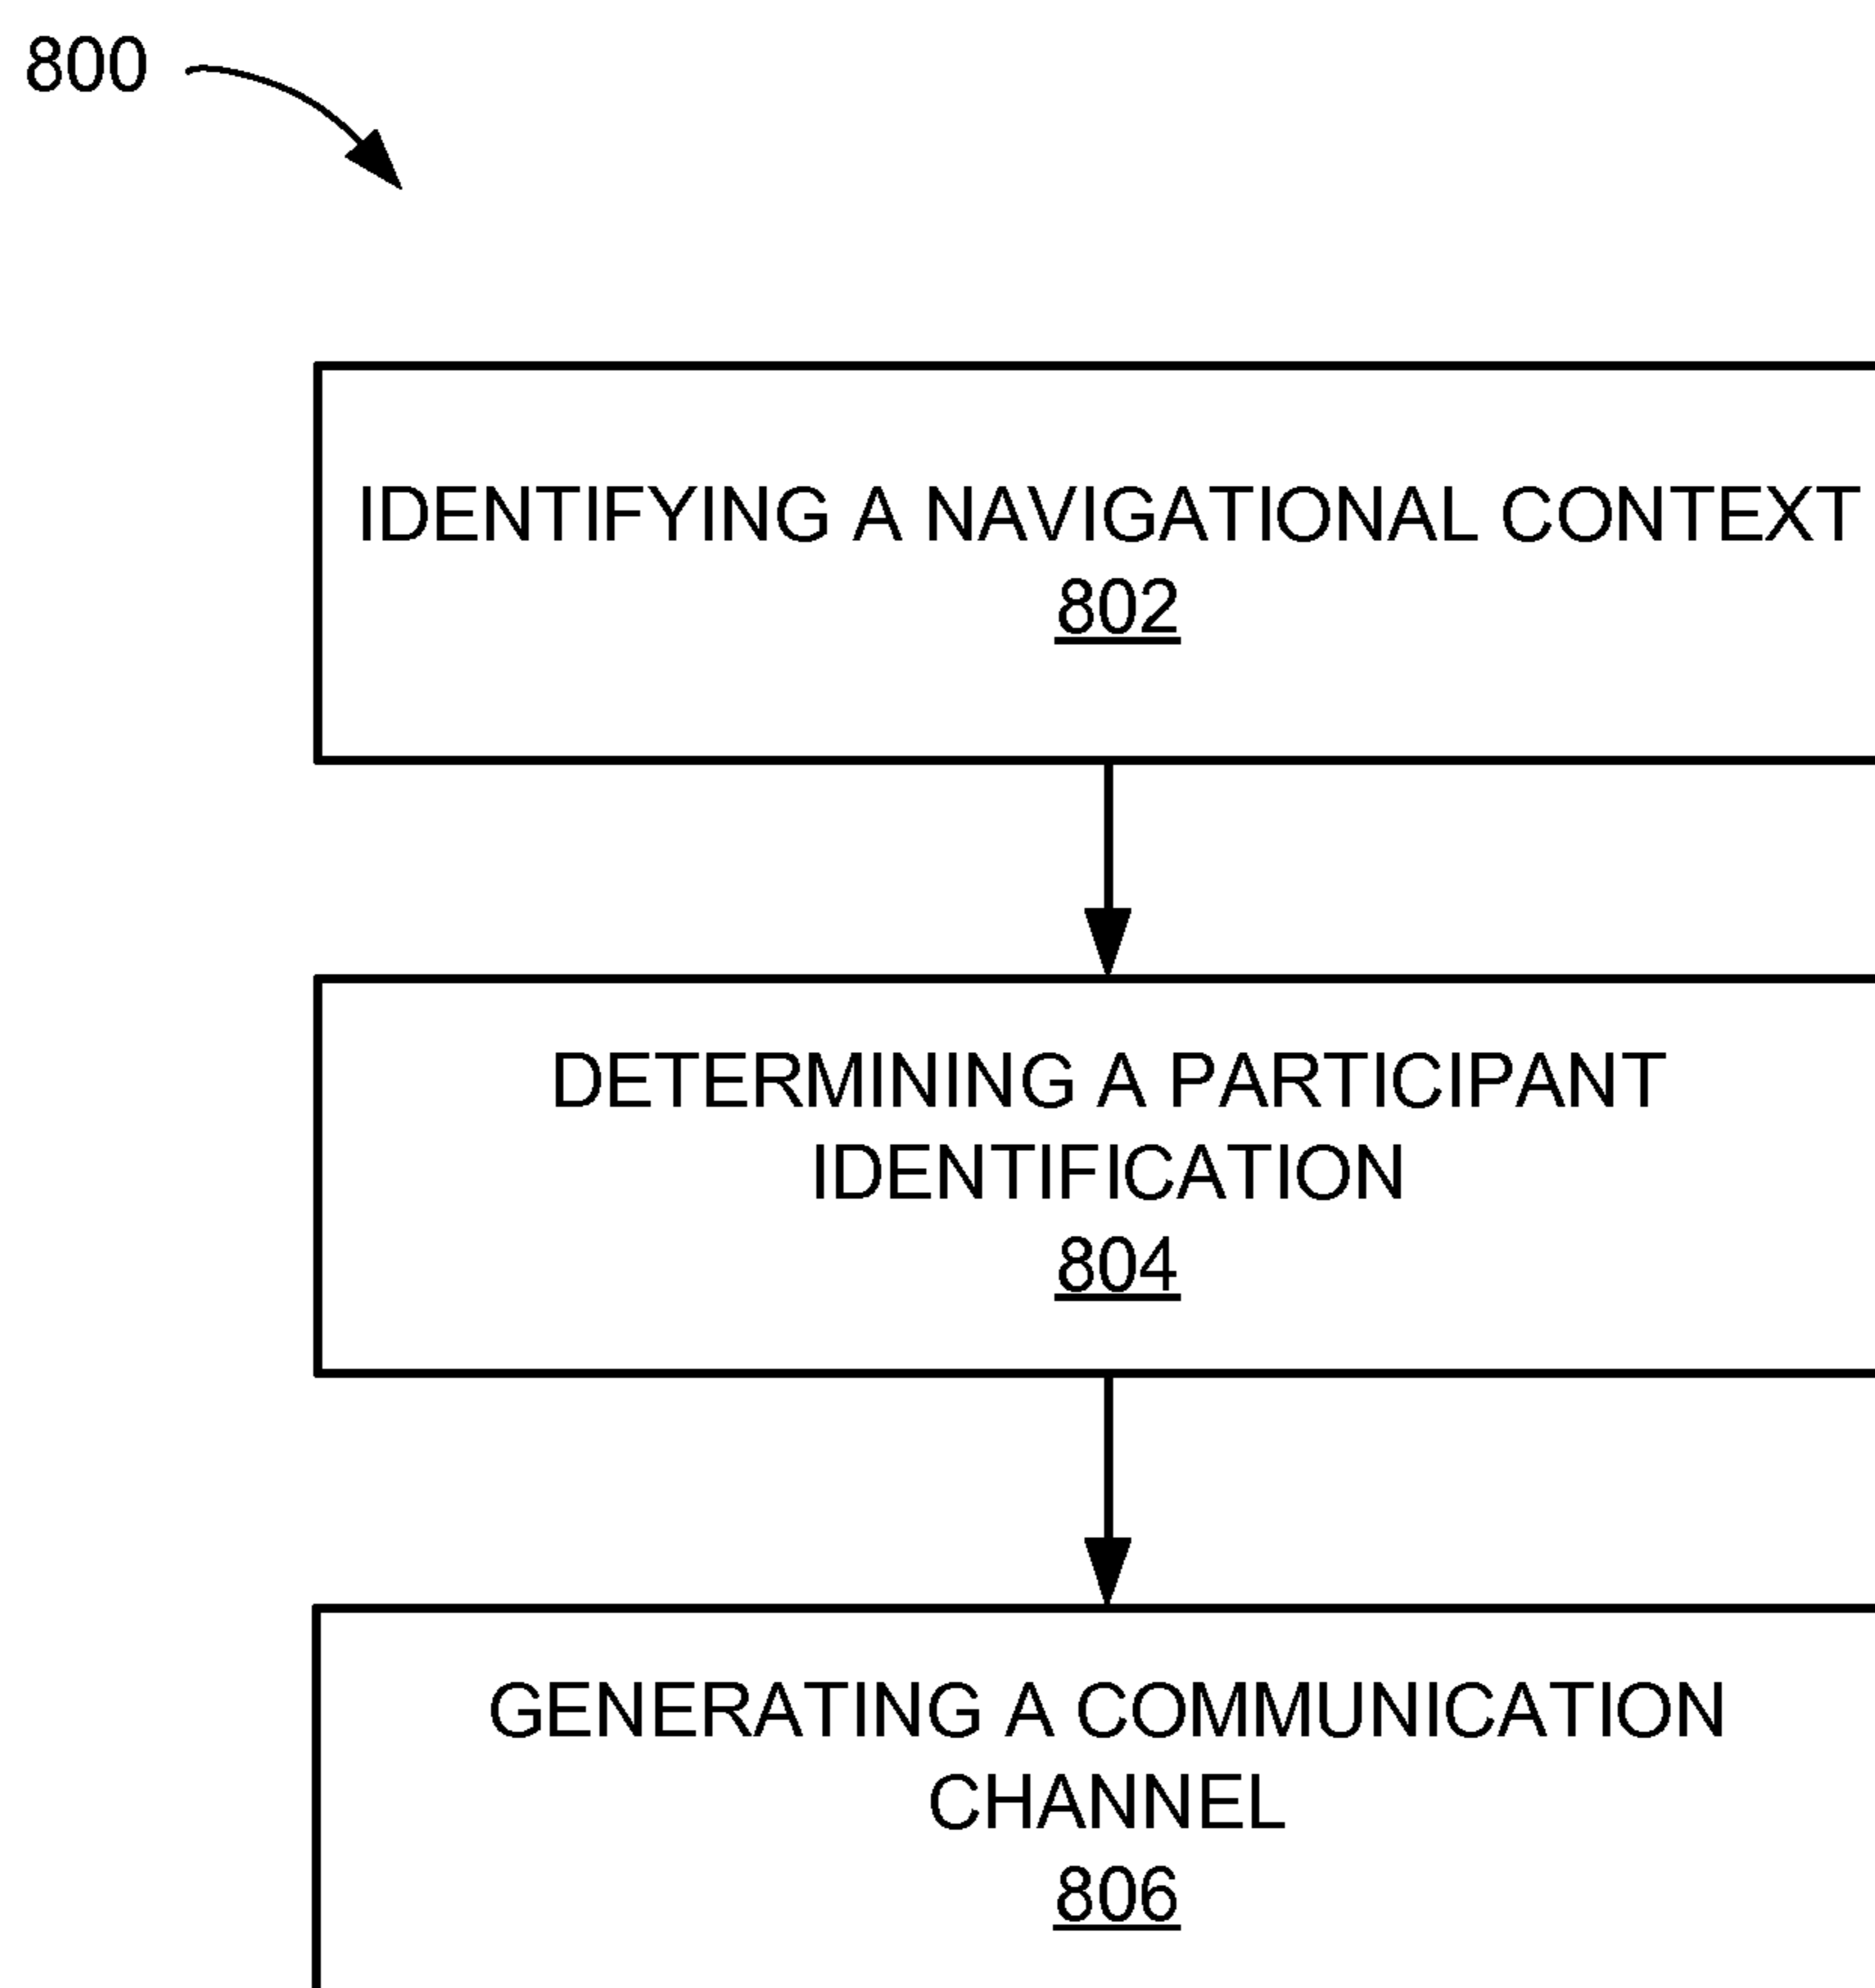 800
IDENTIFYING A NAVIGATIONAL CONTEXT
802
DETERMINING A PARTICIPANT
IDENTIFICATION
804
GENERATING A COMMUNICATION
CHANNEL
806